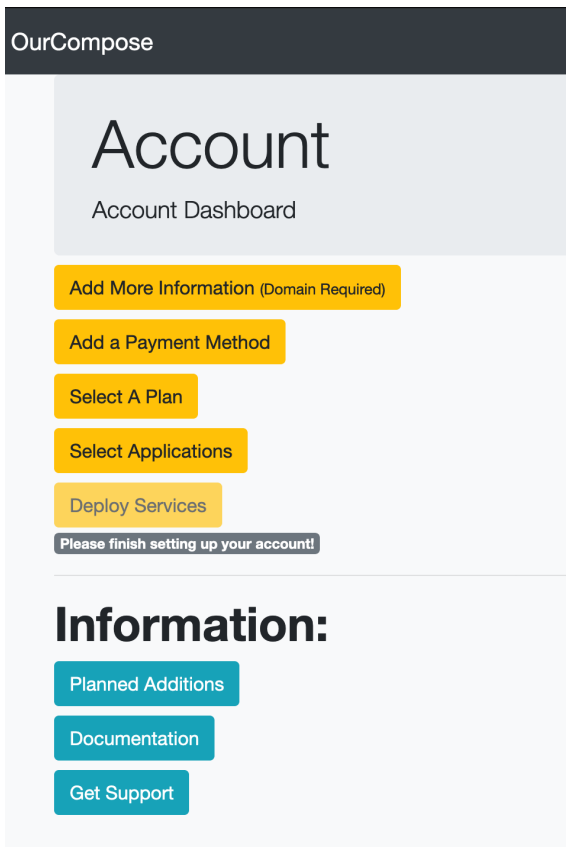 OurCompose
Account
Account Dashboard
Add More Information (Domain Required)
Add a Payment Method
Select A Plan
Select Applications
Deploy Services
Please finish setting up your account!
Information:
Planned Additions
Documentation
Get Support